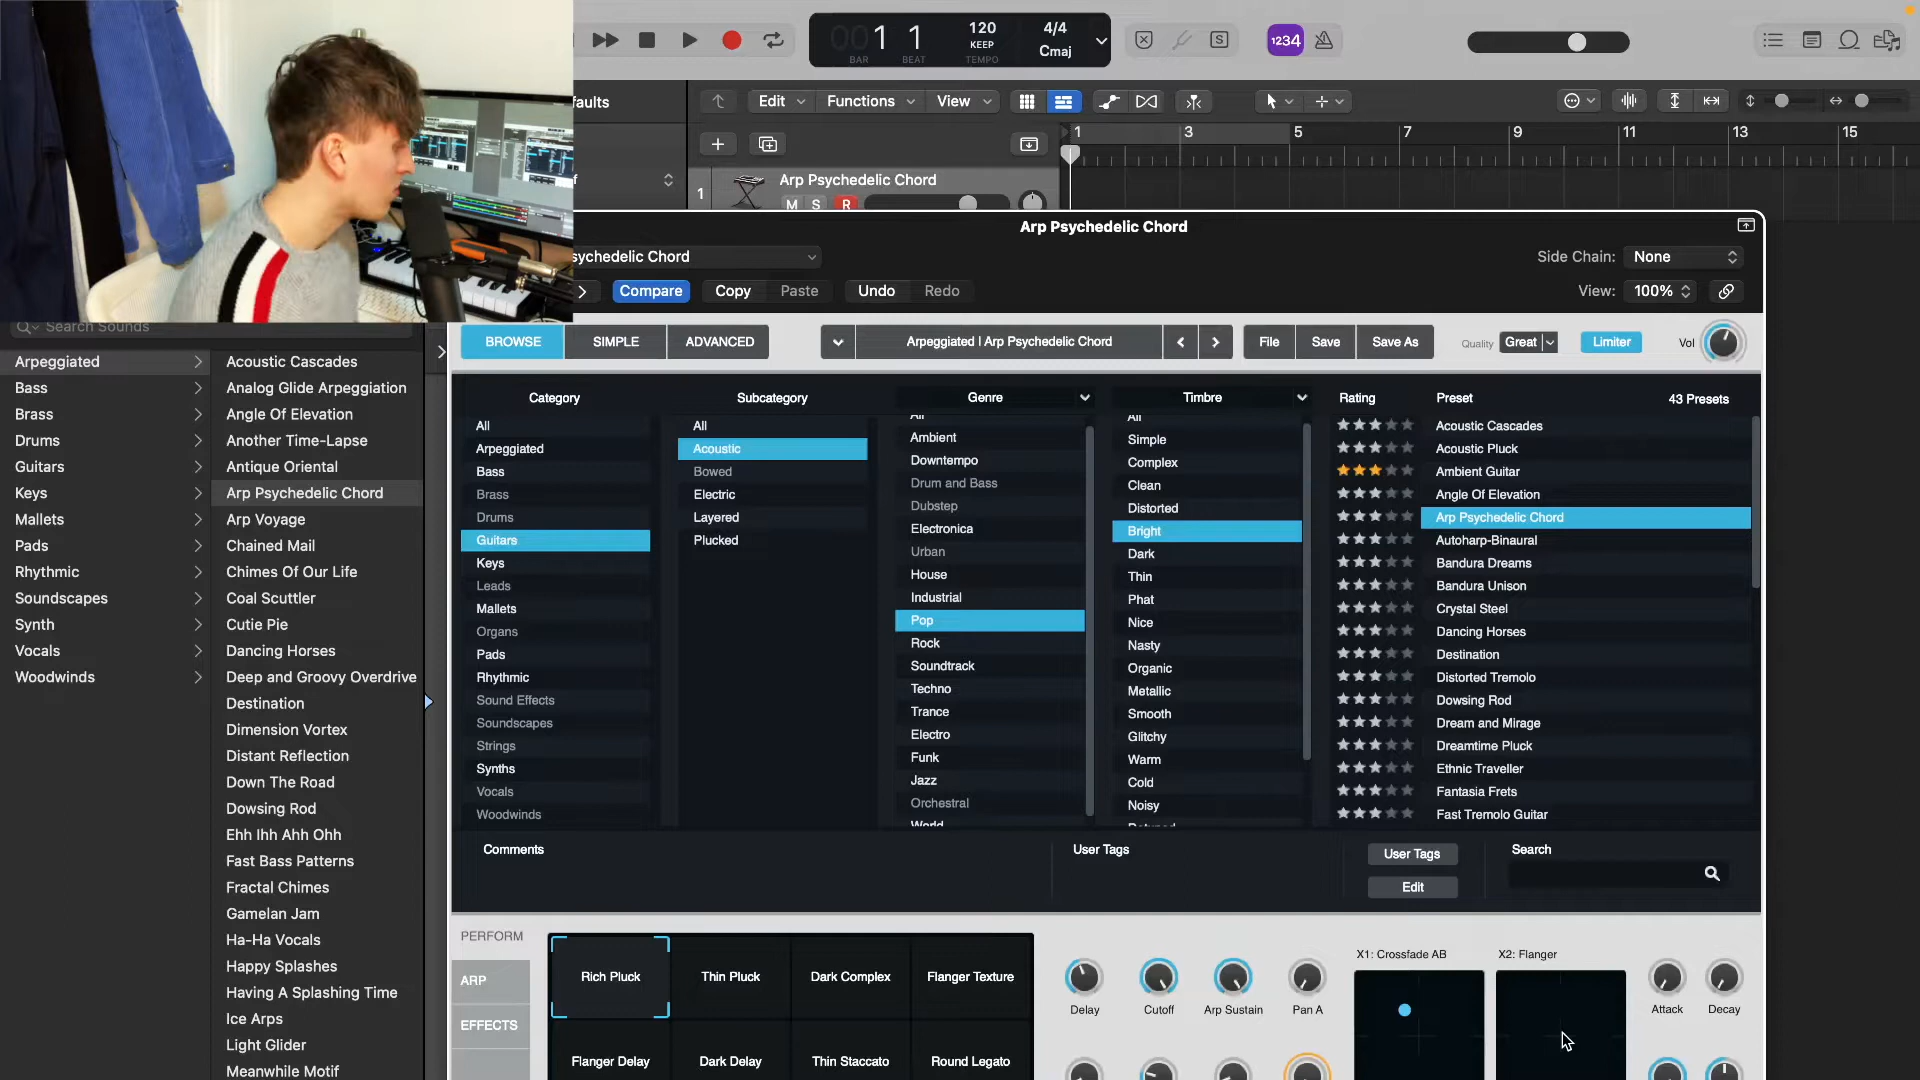 001 1
BAR BEAT
120
KEEP
TEMPO
4/4
Cmaj
1234
faults
Edit Functions View
1 3 5 7 9 11 13 15
1 Arp Psychedelic Chord
M S R
Arp Psychedelic Chord
sychedelic Chord
Side Chain: None
Compare Copy Paste Undo Redo
View: 100%
Search Sounds
BROWSE SIMPLE ADVANCED
Arpeggiated | Arp Psychedelic Chord
File Save Save As
Quality Great Limiter Vol
Arpeggiated
Bass
Brass
Drums
Guitars
Keys
Mallets
Pads
Rhythmic
Soundscapes
Synth
Vocals
Woodwinds
Acoustic Cascades
Analog Glide Arpeggiation
Angle Of Elevation
Another Time-Lapse
Antique Oriental
Arp Psychedelic Chord
Arp Voyage
Chained Mail
Chimes Of Our Life
Coal Scuttler
Cutie Pie
Dancing Horses
Deep and Groovy Overdrive
Destination
Dimension Vortex
Distant Reflection
Down The Road
Dowsing Rod
Ehh Ihh Ahh Ohh
Fast Bass Patterns
Fractal Chimes
Gamelan Jam
Ha-Ha Vocals
Happy Splashes
Having A Splashing Time
Ice Arps
Light Glider
Meanwhile Motif
Category
All
Arpeggiated
Bass
Brass
Drums
Guitars
Keys
Leads
Mallets
Organs
Pads
Rhythmic
Sound Effects
Soundscapes
Strings
Synths
Vocals
Woodwinds
Subcategory
All
Acoustic
Bowed
Electric
Layered
Plucked
Genre
All
Ambient
Downtempo
Drum and Bass
Dubstep
Electronica
Urban
House
Industrial
Pop
Rock
Soundtrack
Techno
Trance
Electro
Funk
Jazz
Orchestral
World
Timbre
All
Simple
Complex
Clean
Distorted
Bright
Dark
Thin
Phat
Nice
Nasty
Organic
Metallic
Smooth
Glitchy
Warm
Cold
Noisy
Detuned
Rating
Preset 43 Presets
Acoustic Cascades
Acoustic Pluck
Ambient Guitar
Angle Of Elevation
Arp Psychedelic Chord
Autoharp-Binaural
Bandura Dreams
Bandura Unison
Crystal Steel
Dancing Horses
Destination
Distorted Tremolo
Dowsing Rod
Dream and Mirage
Dreamtime Pluck
Ethnic Traveller
Fantasia Frets
Fast Tremolo Guitar
Comments
User Tags
User Tags
Edit
Search
PERFORM
ARP
EFFECTS
Rich Pluck Thin Pluck Dark Complex Flanger Texture
Flanger Delay Dark Delay Thin Staccato Round Legato
Delay Cutoff Arp Sustain Pan A
X1: Crossfade AB
X2: Flanger
Attack Decay